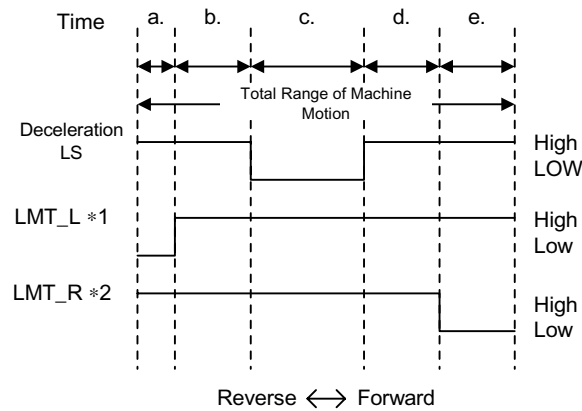 Time a. b. c. d. e.
Total Range of Machine
Motion
Deceleration
LS
High
LOW
LMT_L *1
High
Low
LMT_R *2
High
Low
Reverse ↔ Forward